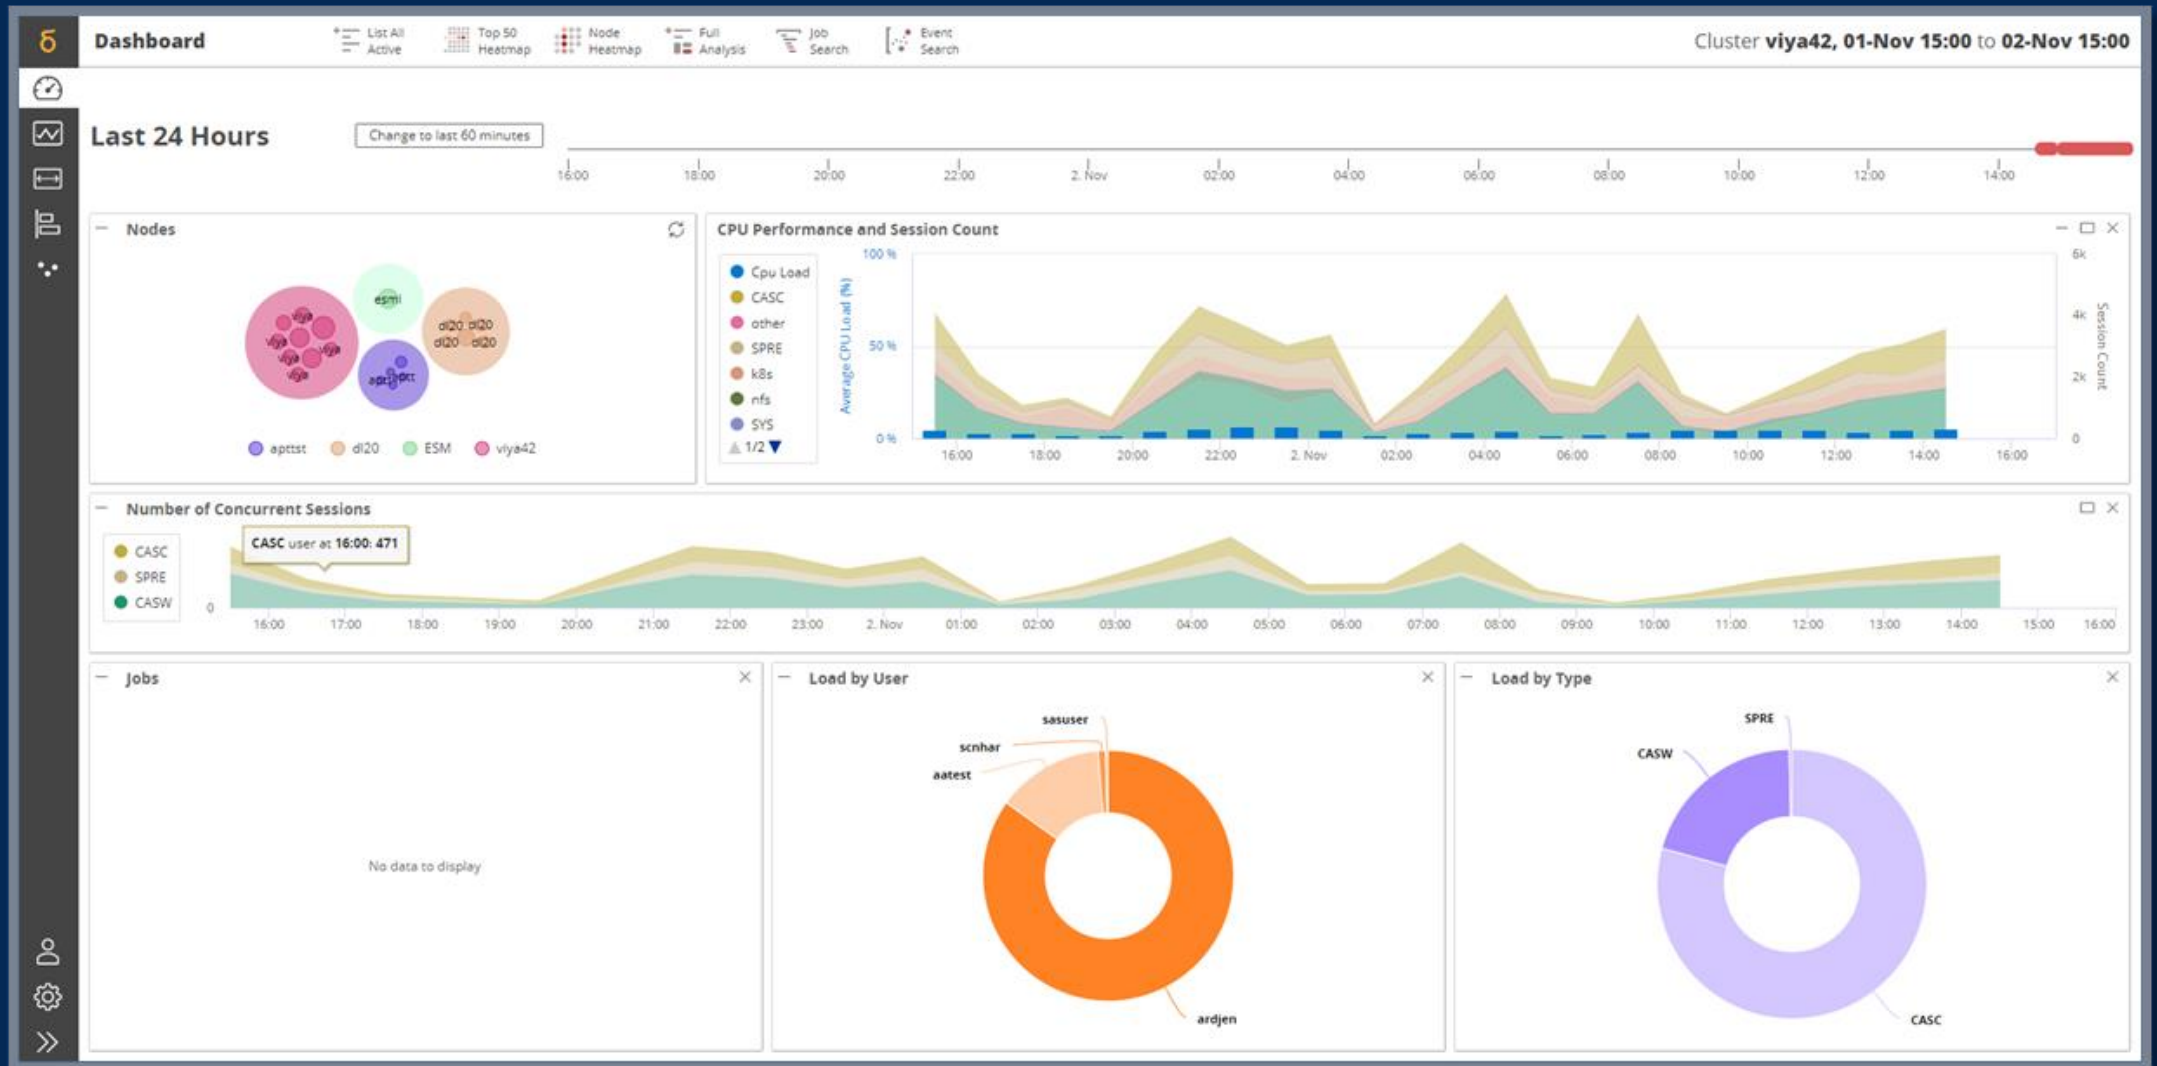 δ
Dashboard
List All
Active
Top 50
Heatmap
Node
Heatmap
Full
Analysis
Job
Search
Event
Search
Cluster viya42, 01-Nov 15:00 to 02-Nov 15:00
Last 24 Hours
Change to last 60 minutes
16:00 18:00 20:00 22:00 2. Nov 02:00 04:00 06:00 08:00 10:00 12:00 14:00
Nodes
esml
viya
viya
viya
viya
viya
dl20 dl20
dl20 dl20
apttst dl20 ESM viya42
CPU Performance and Session Count
Cpu Load
CASC
other
SPRE
k8s
nfs
SYS
1/2
Average CPU Load (%)
100 %
50 %
0 %
6k
4k
2k
0
Session Count
16:00 18:00 20:00 22:00 2. Nov 02:00 04:00 06:00 08:00 10:00 12:00 14:00 16:00
Number of Concurrent Sessions
CASC user at 16:00: 471
CASC
SPRE
CASW
0
16:00 17:00 18:00 19:00 20:00 21:00 22:00 23:00 2. Nov 01:00 02:00 03:00 04:00 05:00 06:00 07:00 08:00 09:00 10:00 11:00 12:00 13:00 14:00 15:00 16:00
Jobs
No data to display
Load by User
sasuser
scnhar
aatest
ardjen
Load by Type
SPRE
CASW
CASC